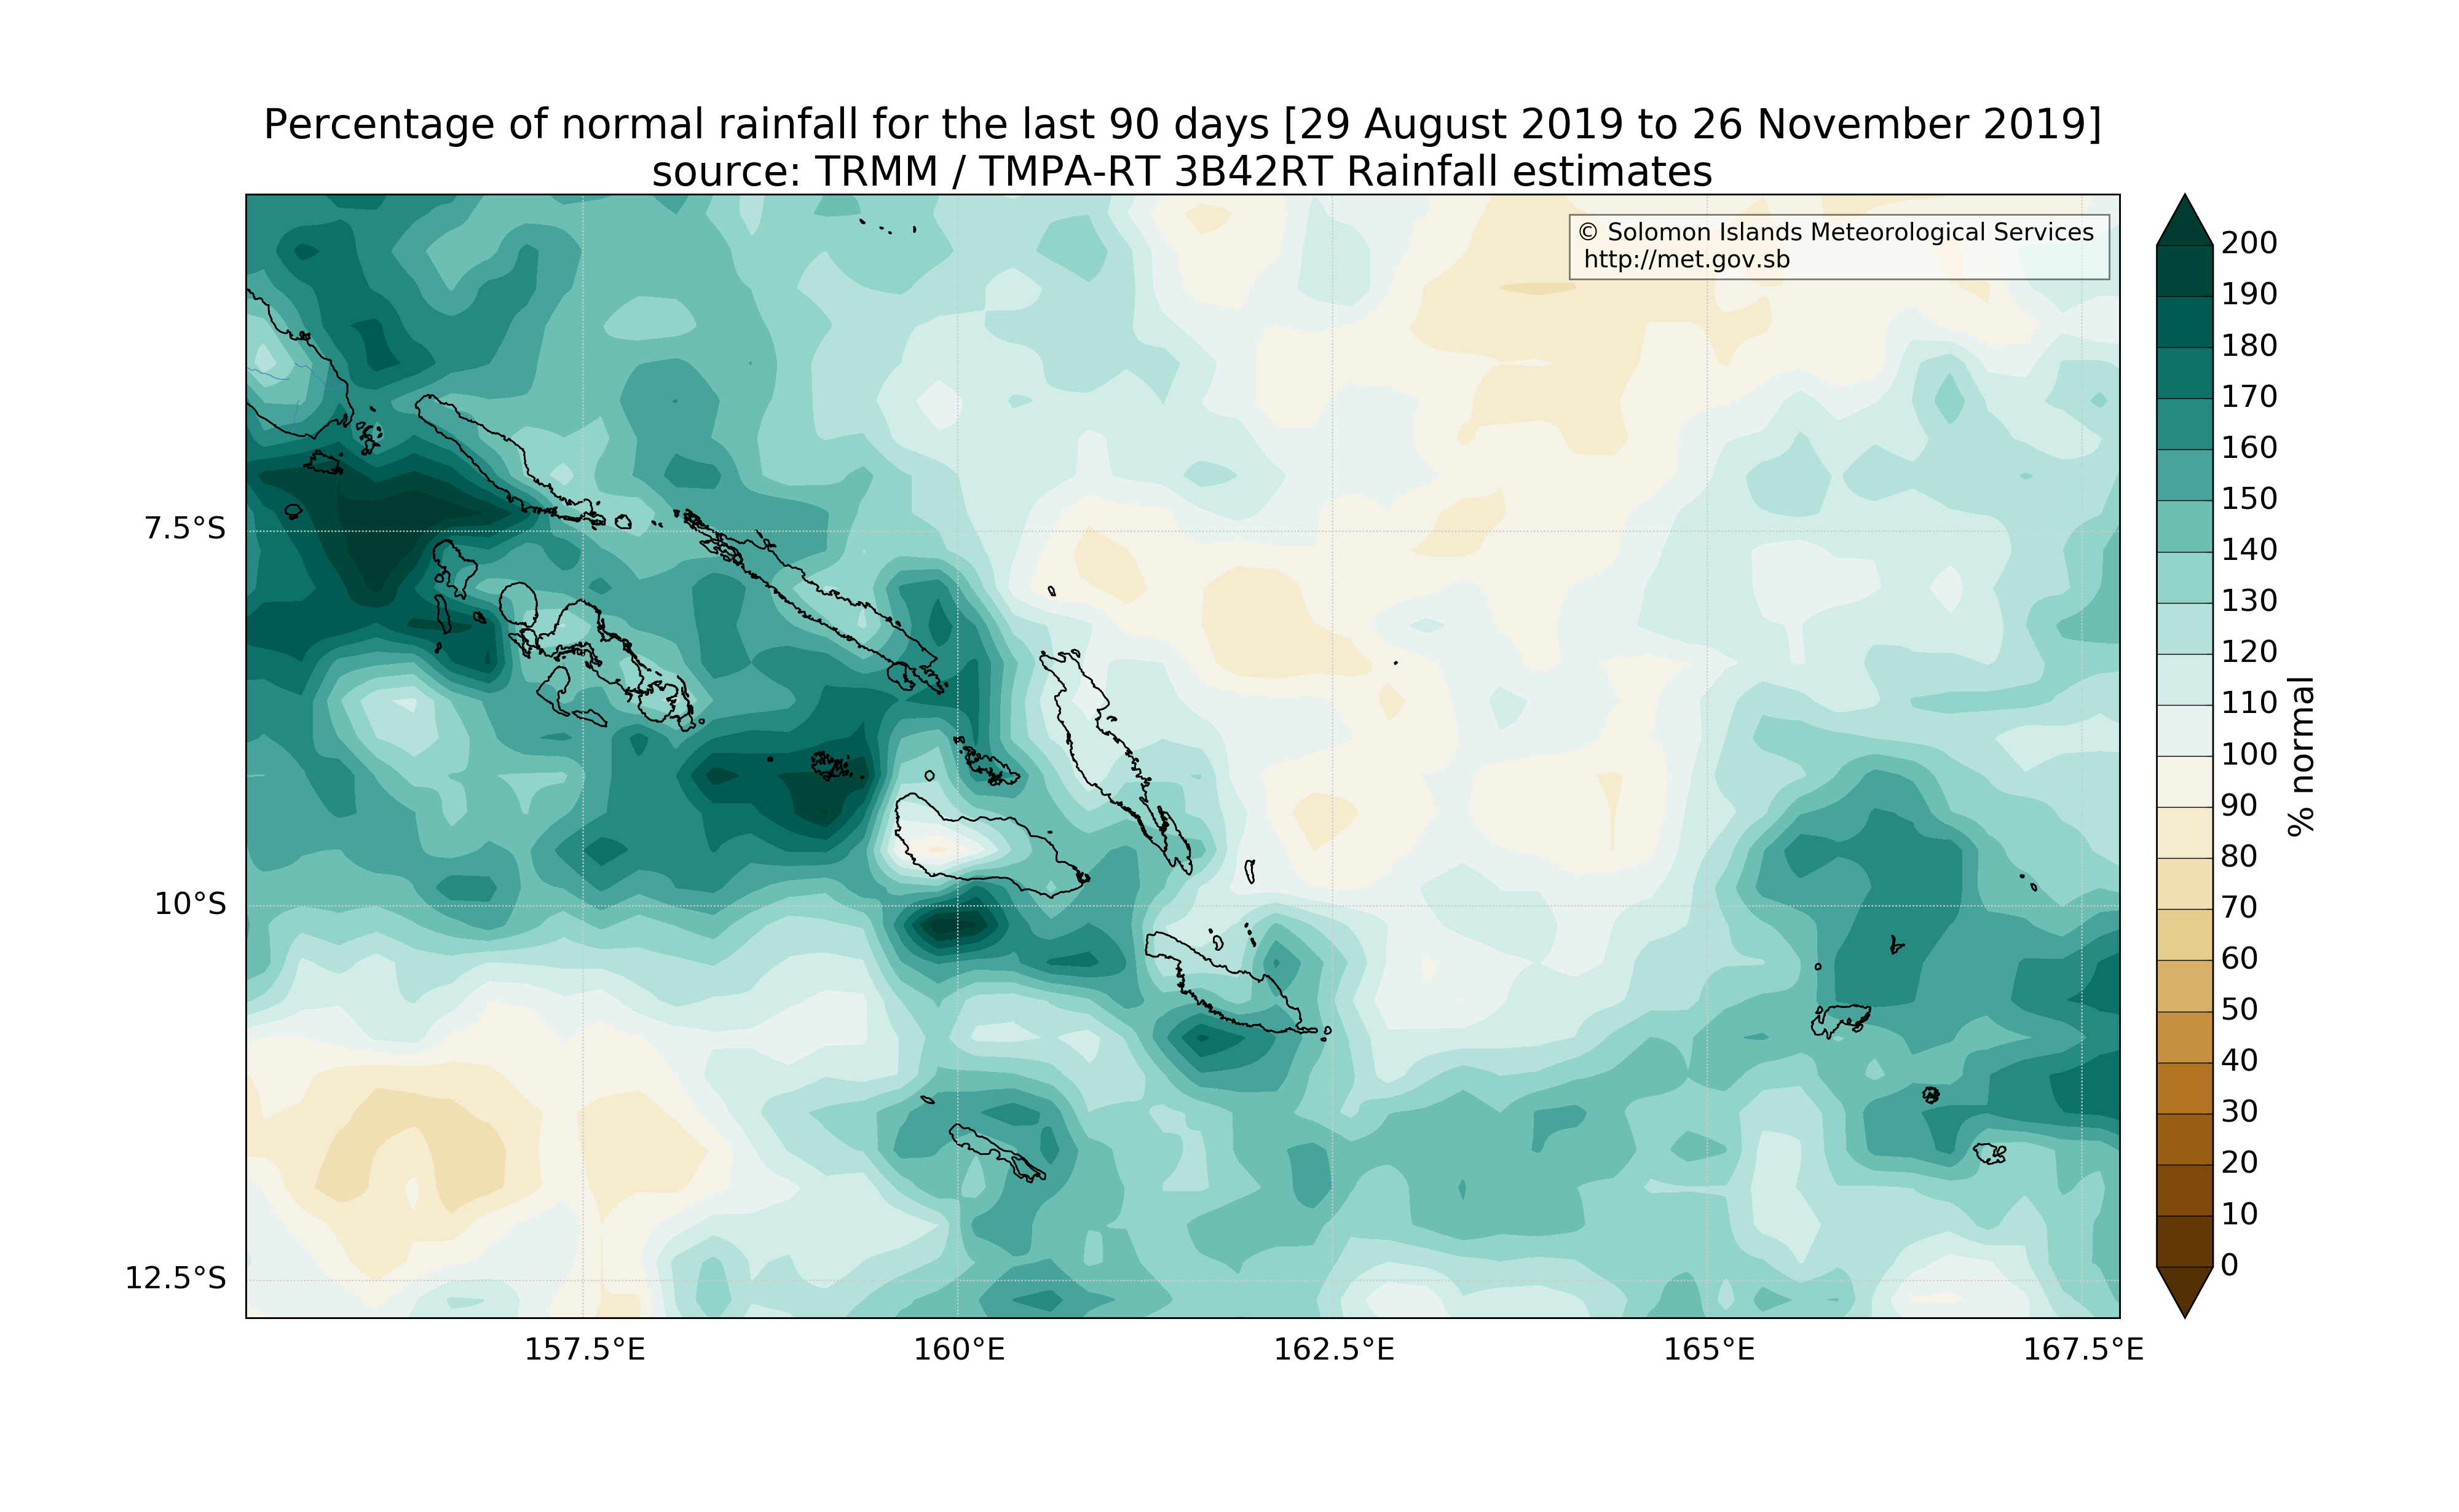 Percentage of normal rainfall for the last 90 days [29 August 2019 to 26 November 2019]
source: TRMM / TMPA-RT 3B42RT Rainfall estimates
© Solomon Islands Meteorological Services
http://met.gov.sb
7.5°S
10°S
12.5°S
157.5°E
160°E
162.5°E
165°E
167.5°E
200
190
180
170
160
150
140
130
120
110
100
90
80
70
60
50
40
30
20
10
0
% normal